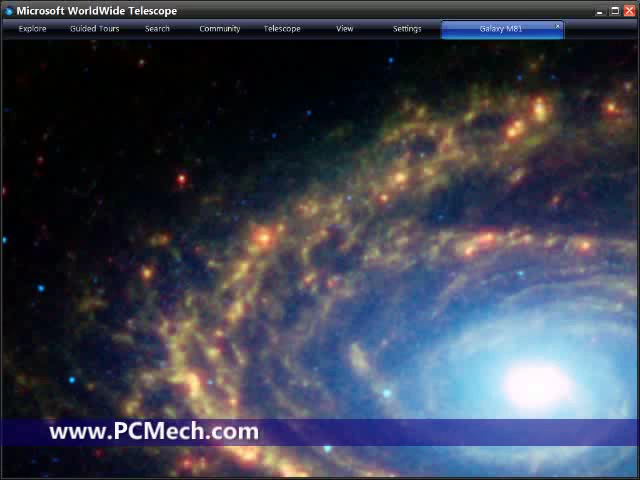 Microsoft WorldWide Telescope
Explore Guided Tours Search Community Telescope View Settings Galaxy M81
www.PCMech.com